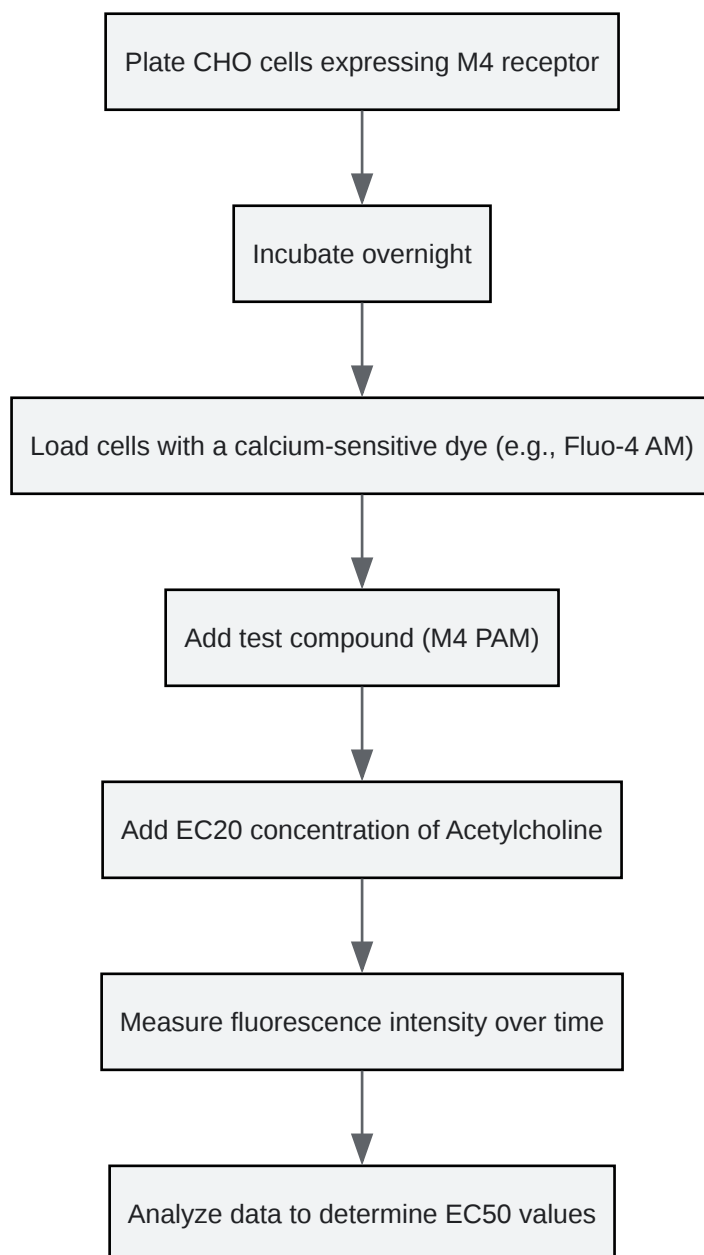 Plate CHO cells expressing M4 receptor
Incubate overnight
Load cells with a calcium-sensitive dye (e.g., Fluo-4 AM)
Add test compound (M4 PAM)
Add EC20 concentration of Acetylcholine
Measure fluorescence intensity over time
Analyze data to determine EC50 values